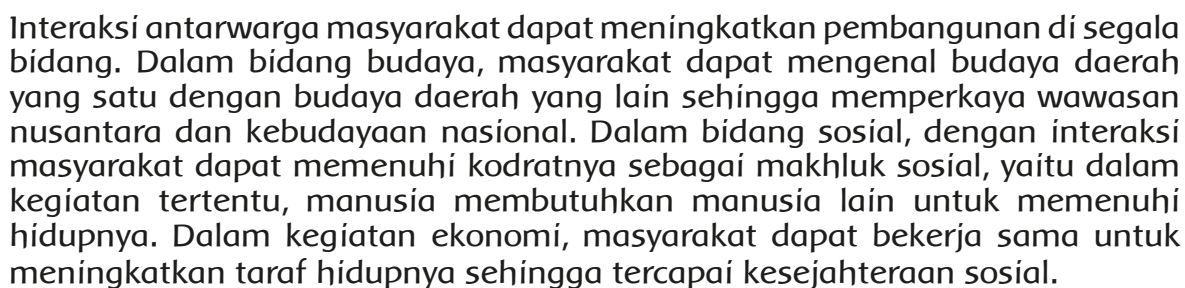 Interaksi antarwarga masyarakat dapat meningkatkan pembangunan di segala
bidang. Dalam bidang budaya, masyarakat dapat mengenal budaya daerah
yang satu dengan budaya daerah yang lain sehingga memperkaya wawasan
nusantara dan kebudayaan nasional. Dalam bidang sosial, dengan interaksi
masyarakat dapat memenuhi kodratnya sebagai makhluk sosial, yaitu dalam
kegiatan tertentu, manusia membutuhkan manusia lain untuk memenuhi
hidupnya. Dalam kegiatan ekonomi, masyarakat dapat bekerja sama untuk
meningkatkan taraf hidupnya sehingga tercapai kesejahteraan sosial.